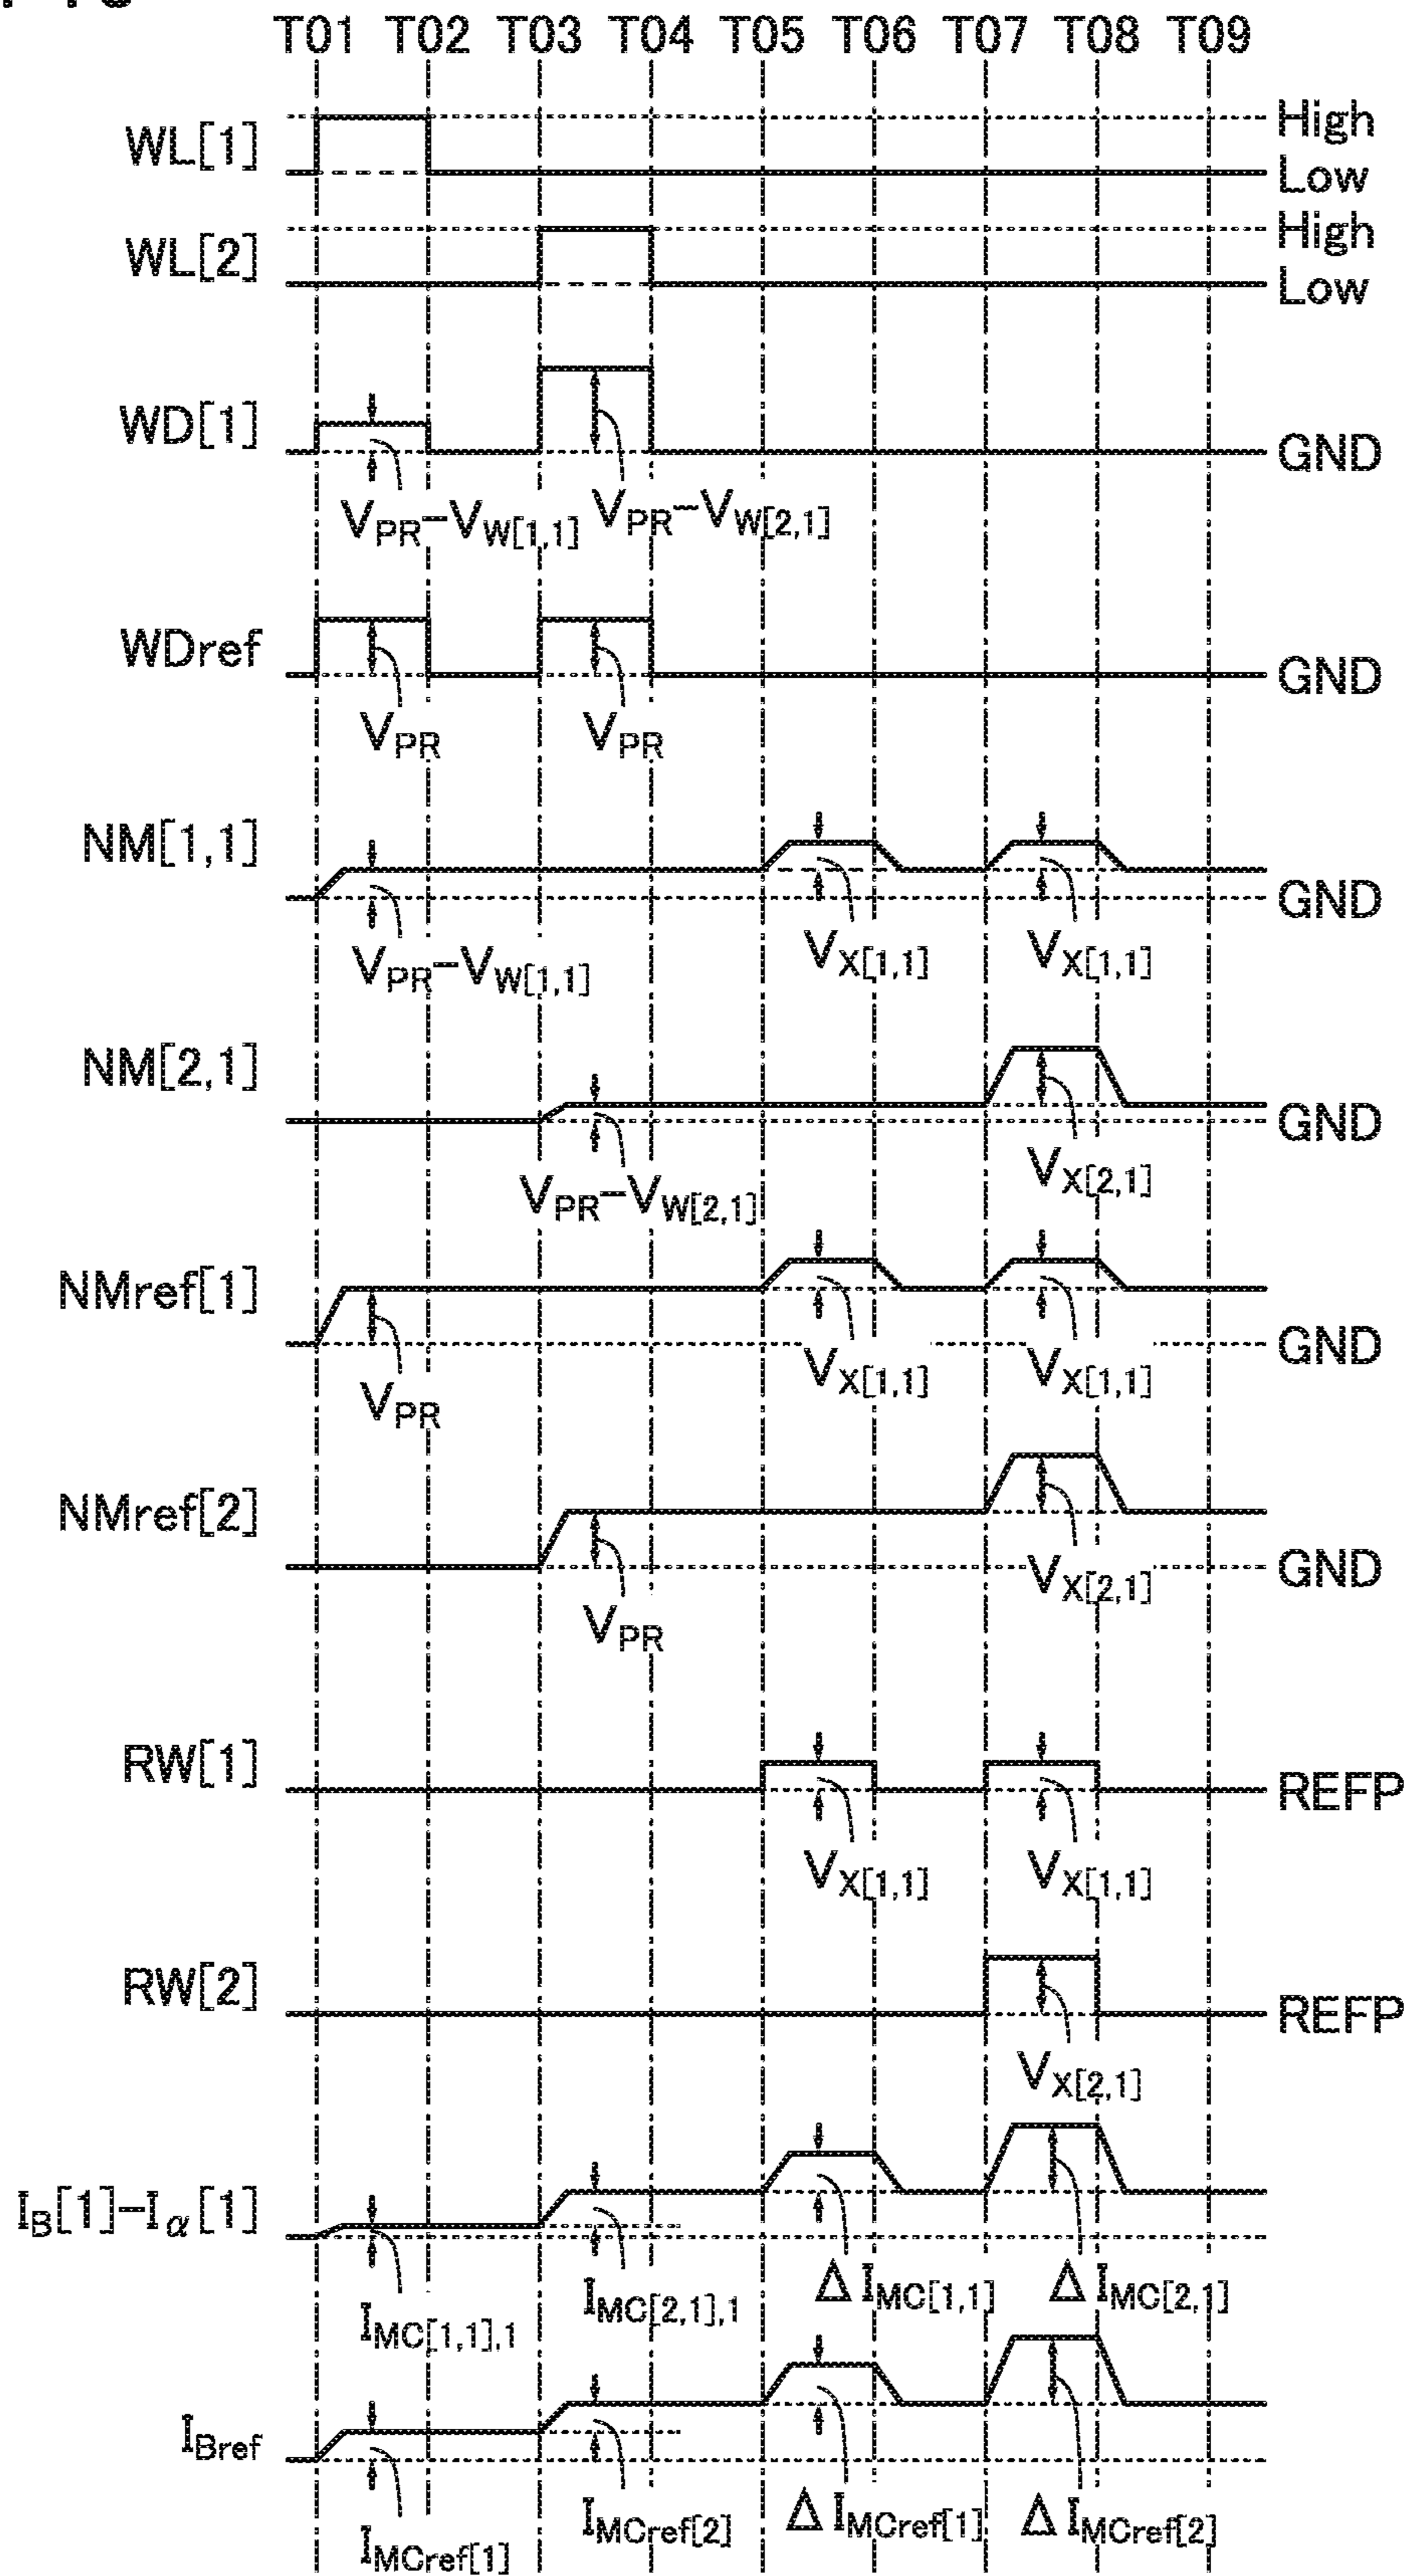 T01 T02 T03 T04 T05 T06 T07 T08 T09
WL[1] High
Low
WL[2] High
Low
WD[1] GND
VPR-VW[1,1] VPR-VW[2,1]
WDref GND
VPR VPR
NM[1,1] GND
VPR-VW[1,1] VX[1,1] VX[1,1]
NM[2,1] GND
VPR-VW[2,1] VX[2,1]
NMref[1] GND
VPR VX[1,1] VX[1,1]
NMref[2] GND
VPR VX[2,1]
RW[1] REFP
VX[1,1] VX[1,1]
RW[2] REFP
VX[2,1]
IB[1]-Iα[1]
IMC[1,1],1 IMC[2,1],1 ΔIMC[1,1] ΔIMC[2,1]
IBref
IMCref[1] IMCref[2] ΔIMCref[1] ΔIMCref[2]